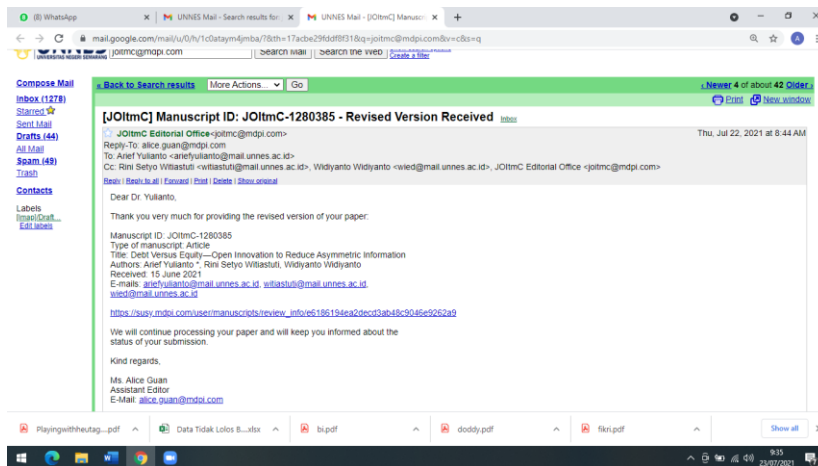 (8) WhatsApp
UNNES Mail - Search results for:
UNNES Mail - [JOItmC] Manuscri
mail.google.com/mail/u/0/h/1c0ataym4jmba/?&th=17acbe29fddf8f31&q=joitmc@mdpi.com&v=c&s=q
UNIVERSITAS NEGERI SEMARANG
joitmc@mdpi.com
Search Mail
Search the Web
Create a filter
Compose Mail
Inbox (1278)
Starred
Sent Mail
Drafts (44)
All Mail
Spam (49)
Trash
Contacts
Labels
[Imap]/Draft...
Edit labels
« Back to Search results More Actions... Go
‹ Newer 4 of about 42 Older ›
Print New window
[JOItmC] Manuscript ID: JOItmC-1280385 - Revised Version Received Inbox
JOItmC Editorial Office<joitmc@mdpi.com> Thu, Jul 22, 2021 at 8:44 AM
Reply-To: alice.guan@mdpi.com
To: Arief Yulianto <ariefyulianto@mail.unnes.ac.id>
Cc: Rini Setyo Witiastuti <witiastuti@mail.unnes.ac.id>, Widiyanto Widiyanto <wied@mail.unnes.ac.id>, JOItmC Editorial Office <joitmc@mdpi.com>
Reply | Reply to all | Forward | Print | Delete | Show original
Dear Dr. Yulianto,
Thank you very much for providing the revised version of your paper:
Manuscript ID: JOItmC-1280385
Type of manuscript: Article
Title: Debt Versus Equity—Open Innovation to Reduce Asymmetric Information
Authors: Arief Yulianto *, Rini Setyo Witiastuti, Widiyanto Widiyanto
Received: 15 June 2021
E-mails: ariefyulianto@mail.unnes.ac.id, witiastuti@mail.unnes.ac.id,
wied@mail.unnes.ac.id
https://susy.mdpi.com/user/manuscripts/review_info/e6186194ea2decd3ab48c9046e9262a9
We will continue processing your paper and will keep you informed about the
status of your submission.
Kind regards,
Ms. Alice Guan
Assistant Editor
E-Mail: alice.guan@mdpi.com
Playingwithheutag....pdf
Data Tidak Lolos B....xlsx
bi.pdf
doddy.pdf
fikri.pdf
Show all
9:35
23/07/2021